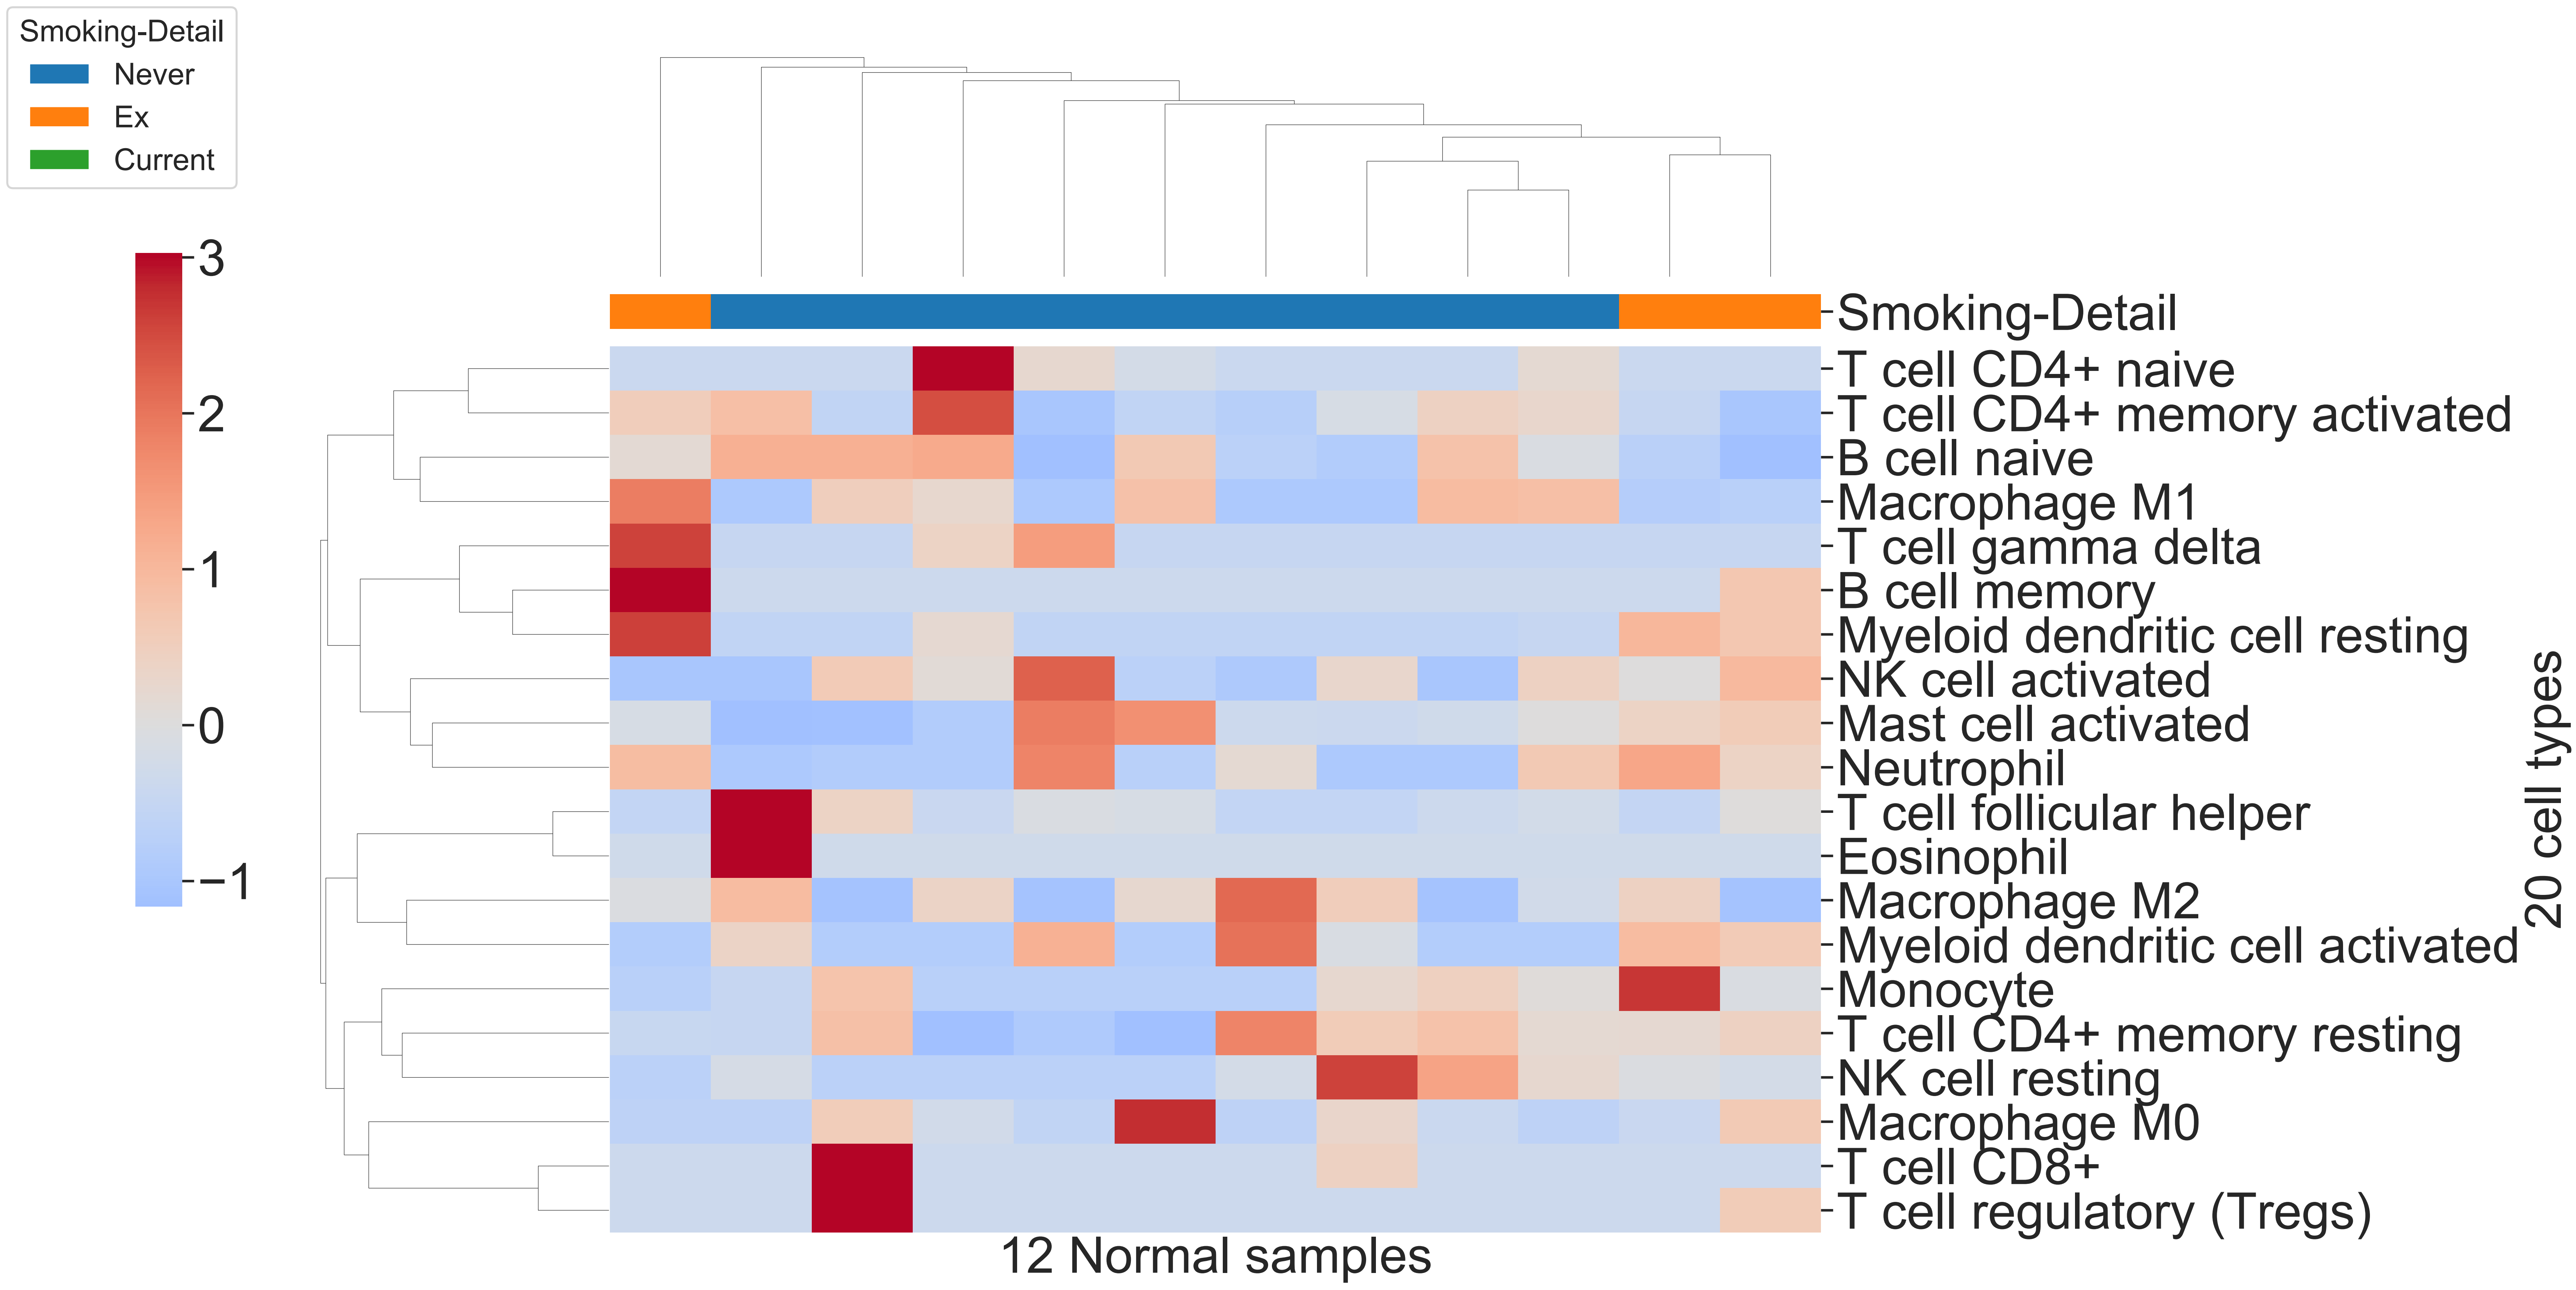 Smoking-Detail
Never
Ex
Current
3
2
1
0
−1
Smoking-Detail
T cell CD4+ naive
T cell CD4+ memory activated
B cell naive
Macrophage M1
T cell gamma delta
B cell memory
Myeloid dendritic cell resting
NK cell activated
Mast cell activated
Neutrophil
T cell follicular helper
Eosinophil
Macrophage M2
Myeloid dendritic cell activated
Monocyte
T cell CD4+ memory resting
NK cell resting
Macrophage M0
T cell CD8+
T cell regulatory (Tregs)
20 cell types
12 Normal samples